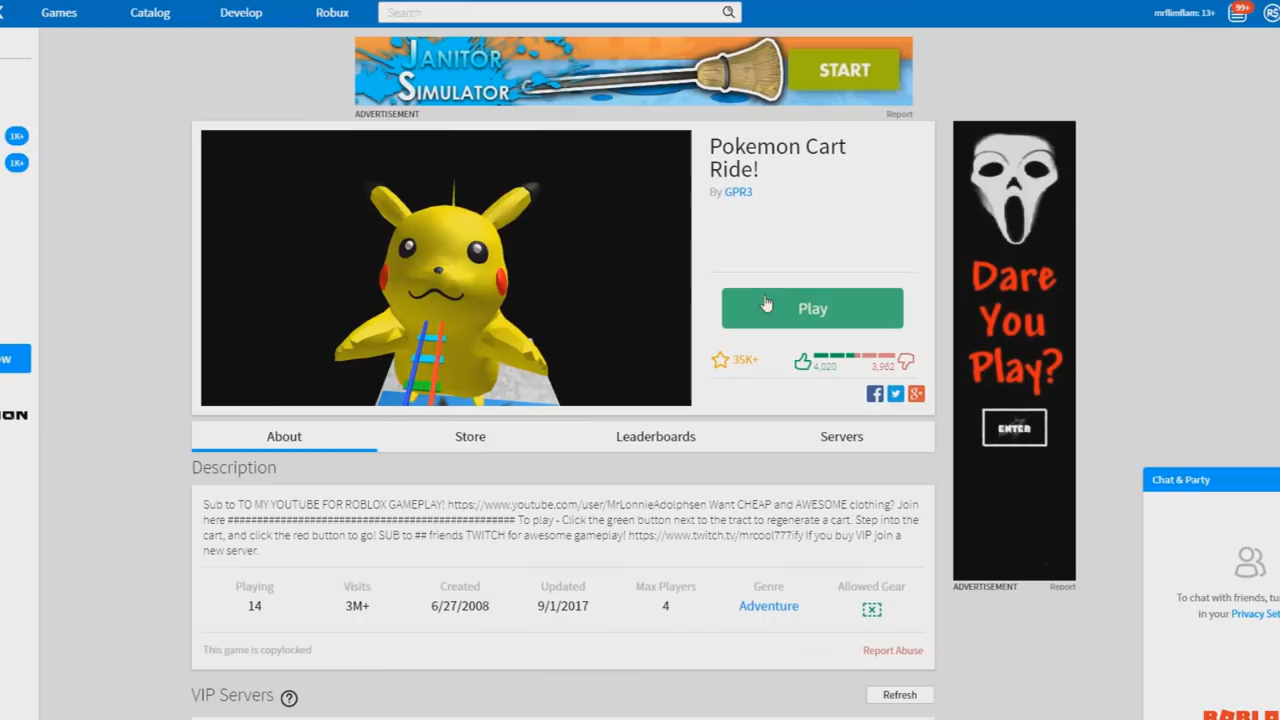 Games Catalog Develop Robux Search mrflimflam: 13+ 99+ R$
JANITOR
SIMULATOR
START
ADVERTISEMENT Report
1K+
1K+
Pokemon Cart
Ride!
By GPR3
Play
35K+ 4,020 3,962
Dare
You
Play?
ENTER
ADVERTISEMENT Report
About Store Leaderboards Servers
Description
Sub to TO MY YOUTUBE FOR ROBLOX GAMEPLAY! https://www.youtube.com/user/MrLonnieAdolphsen Want CHEAP and AWESOME clothing? Join
here ################################################ To play - Click the green button next to the tract to regenerate a cart. Step into the
cart, and click the red button to go! SUB to ## friends TWITCH for awesome gameplay! https://www.twitch.tv/mrcool777ify If you buy VIP join a
new server.
Playing Visits Created Updated Max Players Genre Allowed Gear
14 3M+ 6/27/2008 9/1/2017 4 Adventure
This game is copylocked Report Abuse
VIP Servers ? Refresh
Chat & Party
To chat with friends, tu
in your Privacy Set
ow
ION
ROBLO